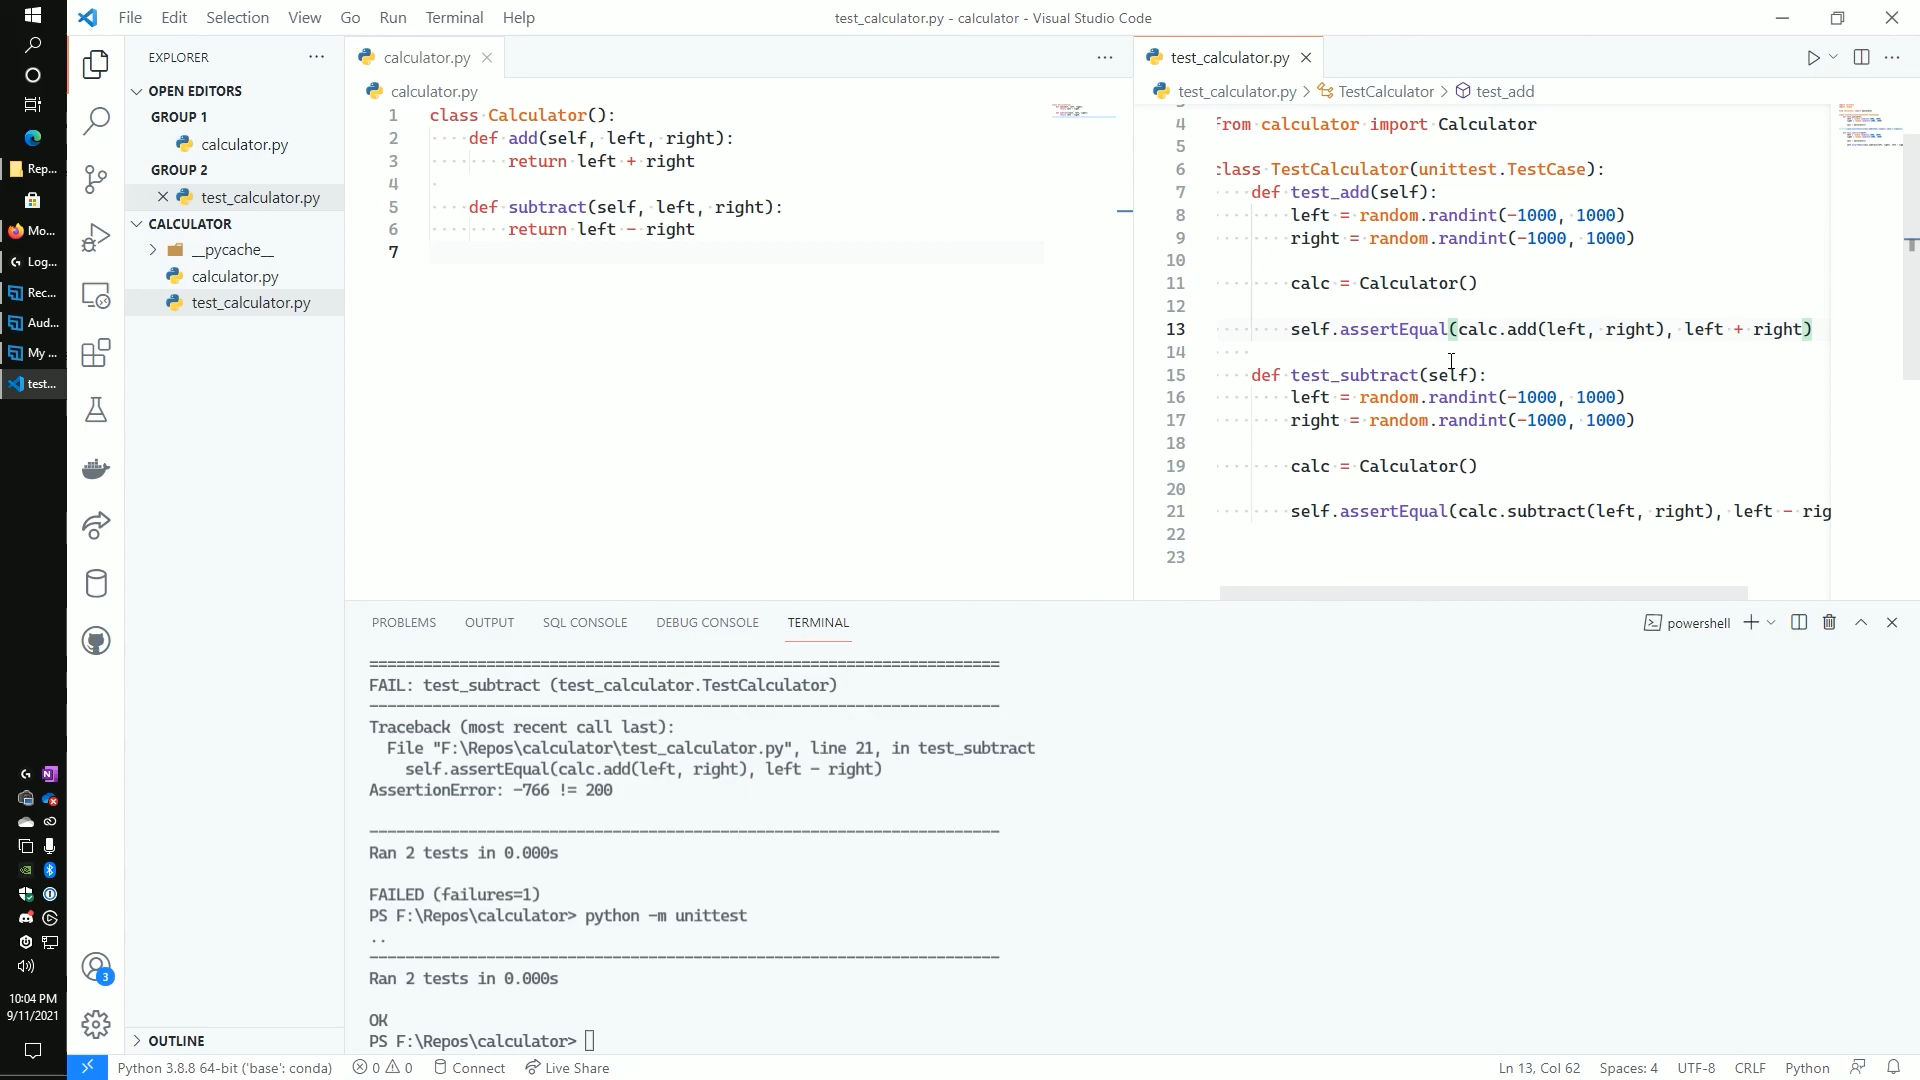 File Edit Selection View Go Run Terminal Help
test_calculator.py - calculator - Visual Studio Code
Rep...
Mo...
Log...
Rec...
Aud...
My ...
test...
10:04 PM
9/11/2021
3
EXPLORER
OPEN EDITORS
GROUP 1
calculator.py
GROUP 2
test_calculator.py
CALCULATOR
__pycache__
calculator.py
test_calculator.py
OUTLINE
calculator.py
calculator.py
1 class Calculator():
2 def add(self, left, right):
3 return left + right
4
5 def subtract(self, left, right):
6 return left - right
7
test_calculator.py
test_calculator.py > TestCalculator > test_add
4 from calculator import Calculator
5
6 class TestCalculator(unittest.TestCase):
7 def test_add(self):
8 left = random.randint(-1000, 1000)
9 right = random.randint(-1000, 1000)
10
11 calc = Calculator()
12
13 self.assertEqual(calc.add(left, right), left + right)
14
15 def test_subtract(self):
16 left = random.randint(-1000, 1000)
17 right = random.randint(-1000, 1000)
18
19 calc = Calculator()
20
21 self.assertEqual(calc.subtract(left, right), left - rig
22
23
PROBLEMS OUTPUT SQL CONSOLE DEBUG CONSOLE TERMINAL
powershell
======================================================================
FAIL: test_subtract (test_calculator.TestCalculator)
----------------------------------------------------------------------
Traceback (most recent call last):
File "F:\Repos\calculator\test_calculator.py", line 21, in test_subtract
self.assertEqual(calc.add(left, right), left - right)
AssertionError: -766 != 200
----------------------------------------------------------------------
Ran 2 tests in 0.000s
FAILED (failures=1)
PS F:\Repos\calculator> python -m unittest
..
----------------------------------------------------------------------
Ran 2 tests in 0.000s
OK
PS F:\Repos\calculator>
Python 3.8.8 64-bit ('base': conda) 0 0 Connect Live Share
Ln 13, Col 62 Spaces: 4 UTF-8 CRLF Python